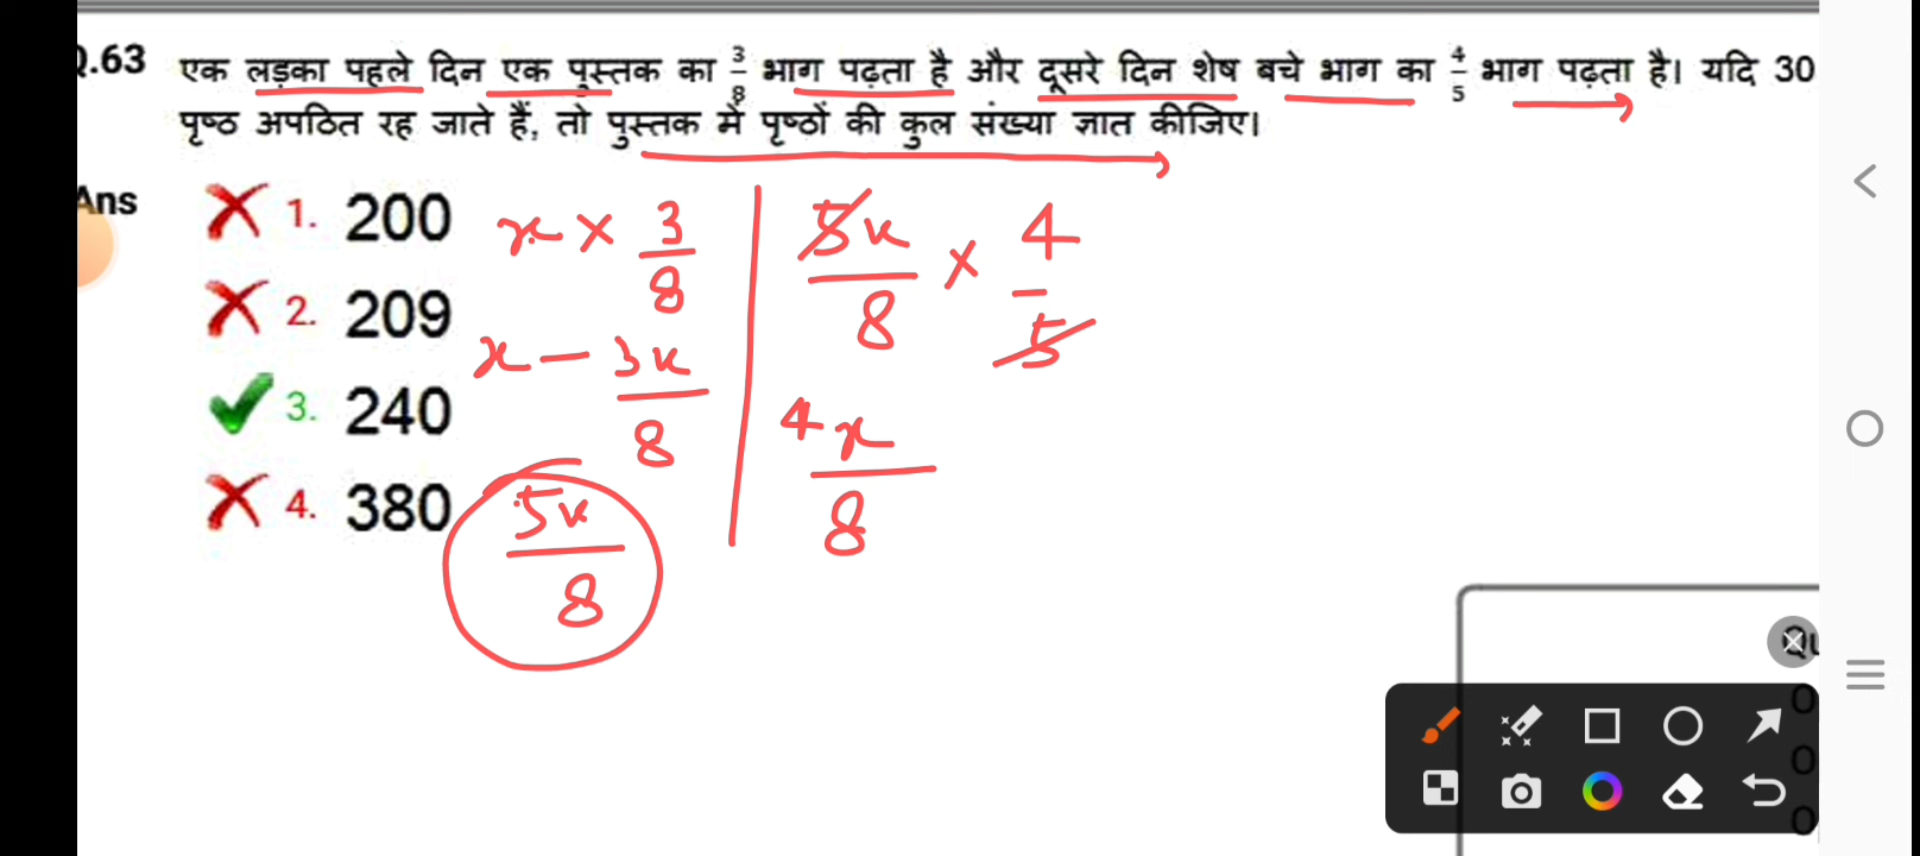 .63 एक लड़का पहले दिन एक पुस्तक का 3/8 भाग पढ़ता है और दूसरे दिन शेष बचे भाग का 4/5 भाग पढ़ता है। यदि 30
पृष्ठ अपठित रह जाते हैं, तो पुस्तक में पृष्ठों की कुल संख्या ज्ञात कीजिए।
Ans
1. 200
2. 209
3. 240
4. 380
x × 3/8
x - 3x/8
5x/8
5x/8 × 4/5
4x/8
Qu